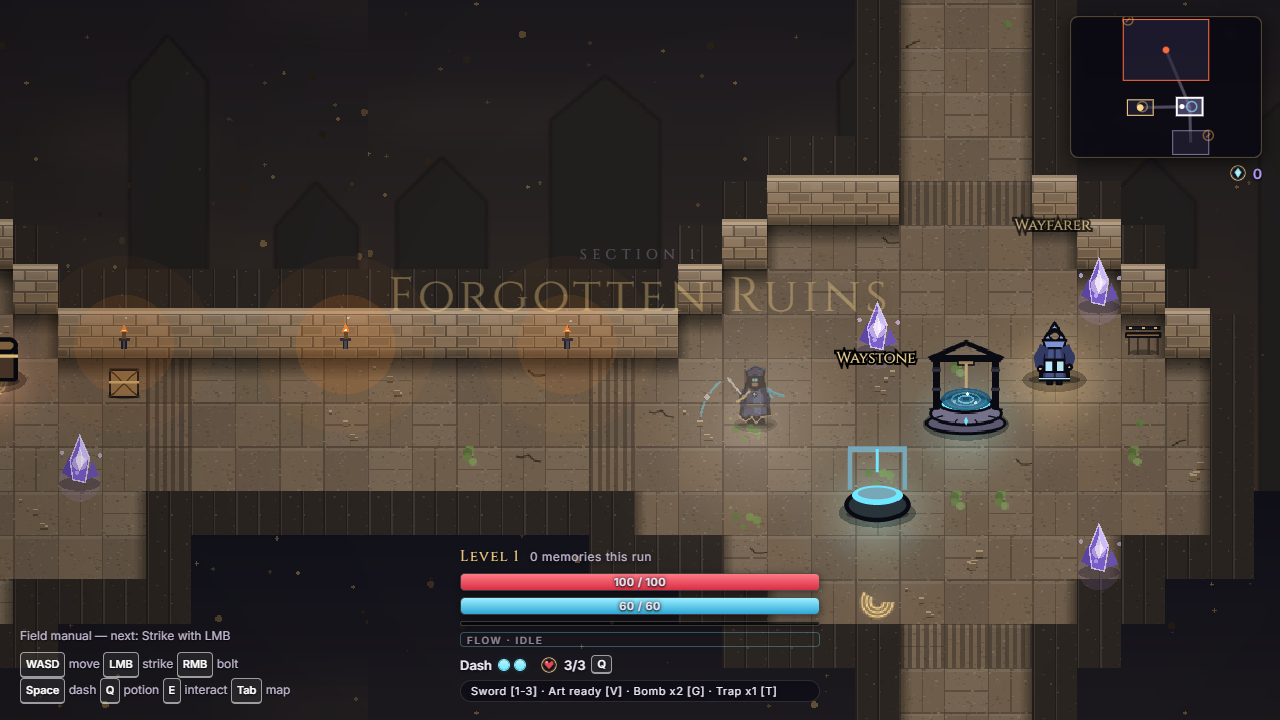 0
WAYFARER
SECTION I
FORGOTTEN RUINS
WAYSTONE
LEVEL 1 0 memories this run
100 / 100
60 / 60
FLOW · IDLE
Dash 3/3 Q
Sword [1-3] · Art ready [V] · Bomb x2 [G] · Trap x1 [T]
Field manual — next: Strike with LMB
WASD move LMB strike RMB bolt
Space dash Q potion E interact Tab map